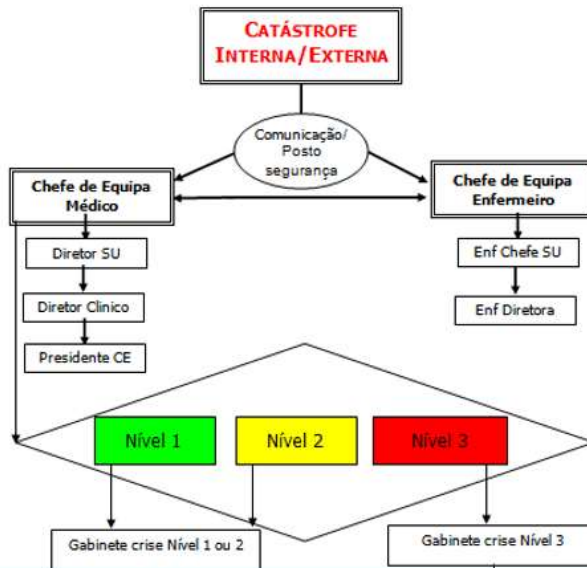 CATÁSTROFE
INTERNA/EXTERNA
Comunicação/
Posto
segurança
Chefe de Equipa
Médico
Chefe de Equipa
Enfermeiro
Diretor SU
Enf Chefe SU
Diretor Clinico
Enf Diretora
Presidente CE
Nível 1
Nível 2
Nível 3
Gabinete crise Nível 1 ou 2
Gabinete crise Nível 3